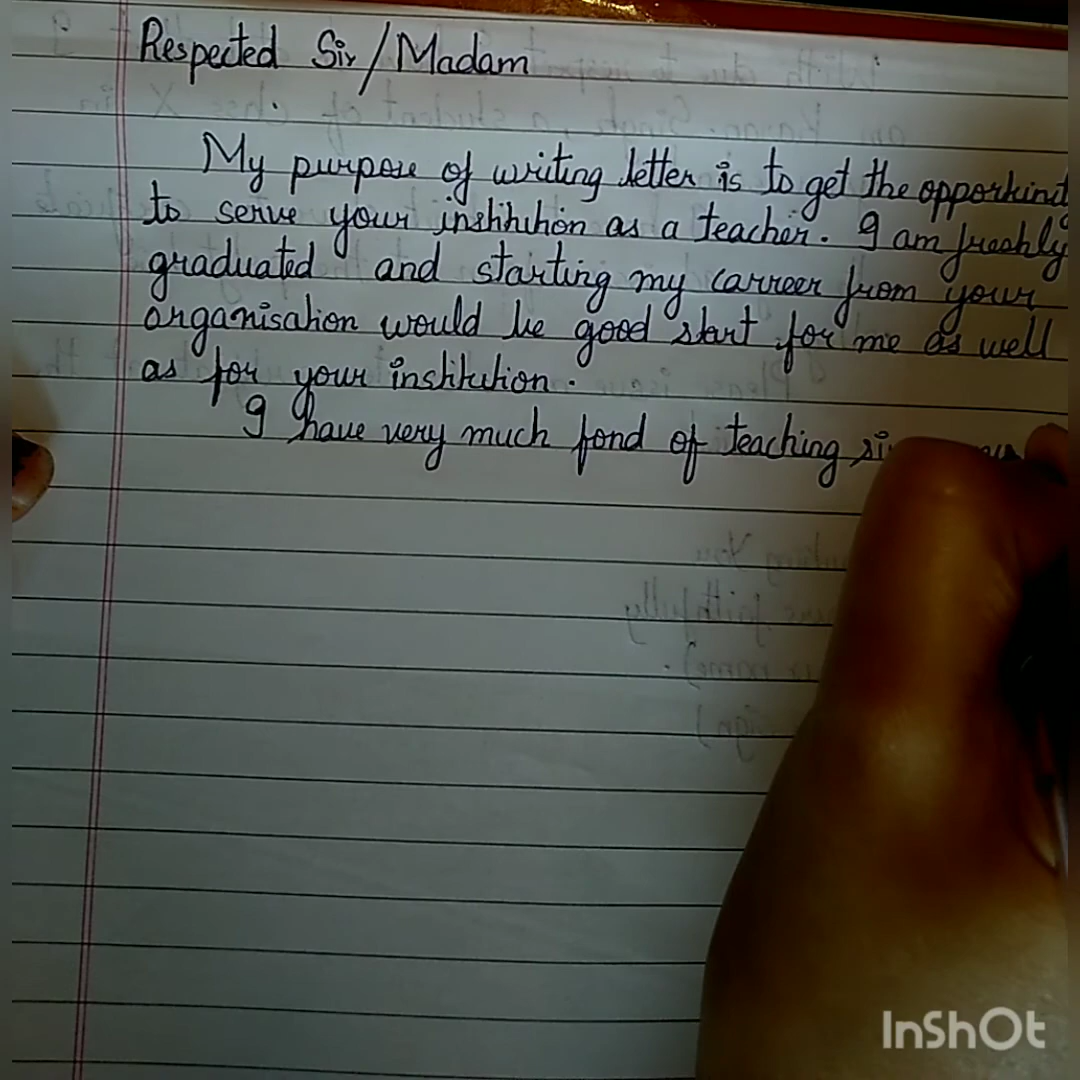 Respected Sir/Madam
My purpose of writing letter is to get the opportunity
to serve your institution as a teacher. I am freshly
graduated and starting my carreer from your
organisation would be good start for me as well
as for your institution.
I have very much fond of teaching
InShOt